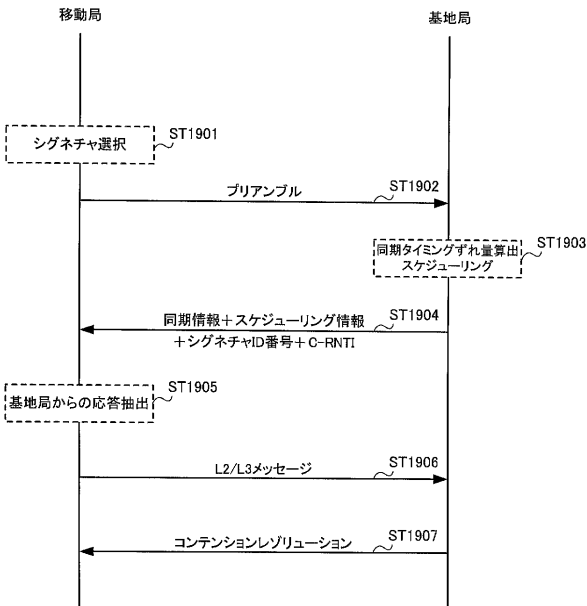 移動局
基地局
シグネチャ選択
ST1901
プリアンブル
ST1902
同期タイミングずれ量算出
スケジューリング
ST1903
同期情報+スケジューリング情報
+シグネチャID番号+C-RNTI
ST1904
基地局からの応答抽出
ST1905
L2/L3メッセージ
ST1906
コンテンションレゾリューション
ST1907